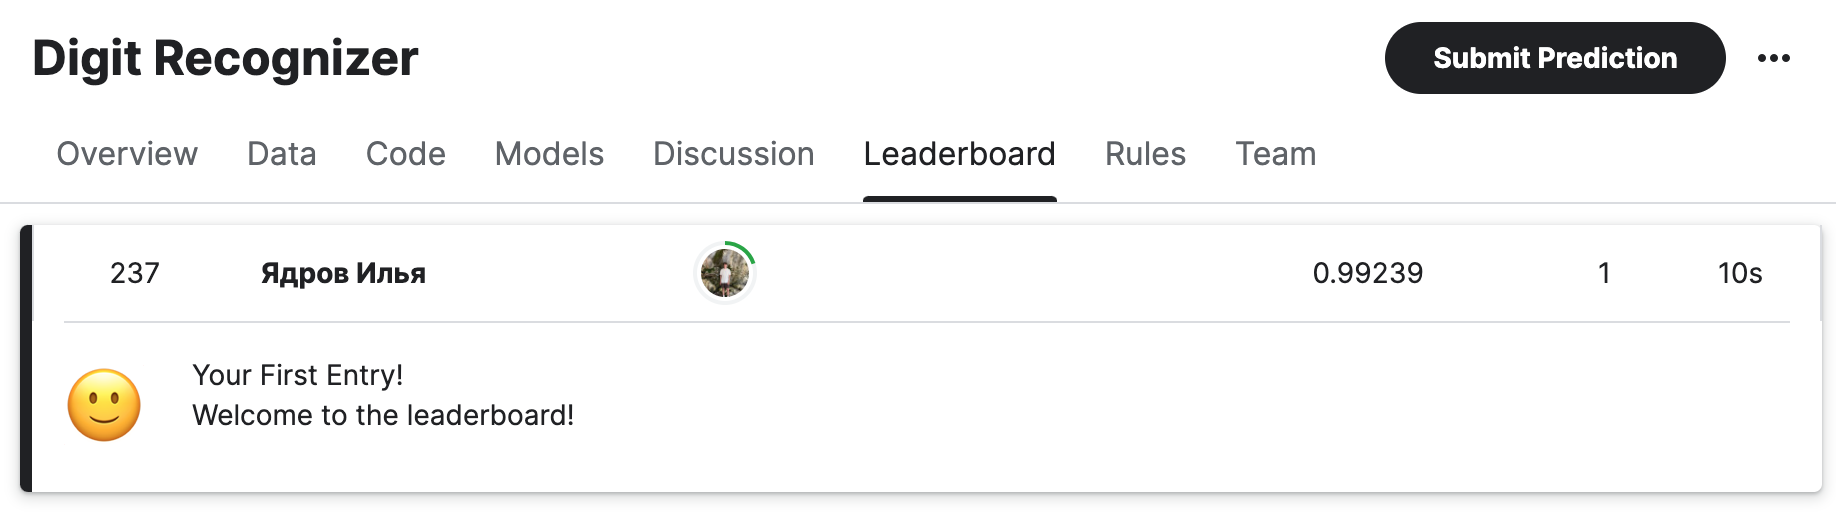 Digit Recognizer
Submit Prediction
Overview Data Code Models Discussion Leaderboard Rules Team
237 Ядров Илья 0.99239 1 10s
Your First Entry!
Welcome to the leaderboard!